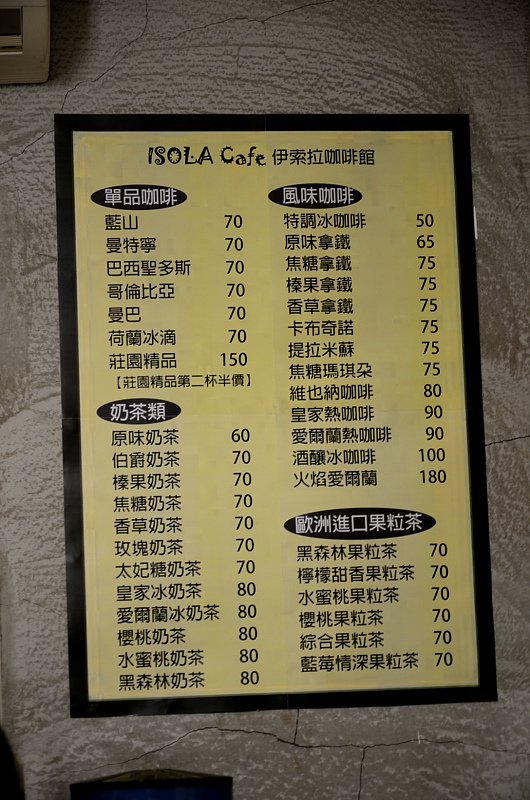 ISOLA Cafe 伊索拉咖啡館
單品咖啡
藍山 70
曼特寧 70
巴西聖多斯 70
哥倫比亞 70
曼巴 70
荷蘭冰滴 70
莊園精品 150
【莊園精品第二杯半價】
奶茶類
原味奶茶 60
伯爵奶茶 70
榛果奶茶 70
焦糖奶茶 70
香草奶茶 70
玫瑰奶茶 70
太妃糖奶茶 70
皇家冰奶茶 80
愛爾蘭冰奶茶 80
櫻桃奶茶 80
水蜜桃奶茶 80
黑森林奶茶 80
風味咖啡
特調冰咖啡 50
原味拿鐵 65
焦糖拿鐵 75
榛果拿鐵 75
香草拿鐵 75
卡布奇諾 75
提拉米蘇 75
焦糖瑪琪朵 75
維也納咖啡 80
皇家熱咖啡 90
愛爾蘭熱咖啡 90
酒釀冰咖啡 100
火焰愛爾蘭 180
歐洲進口果粒茶
黑森林果粒茶 70
檸檬甜香果粒茶 70
水蜜桃果粒茶 70
櫻桃果粒茶 70
綜合果粒茶 70
藍莓情深果粒茶 70